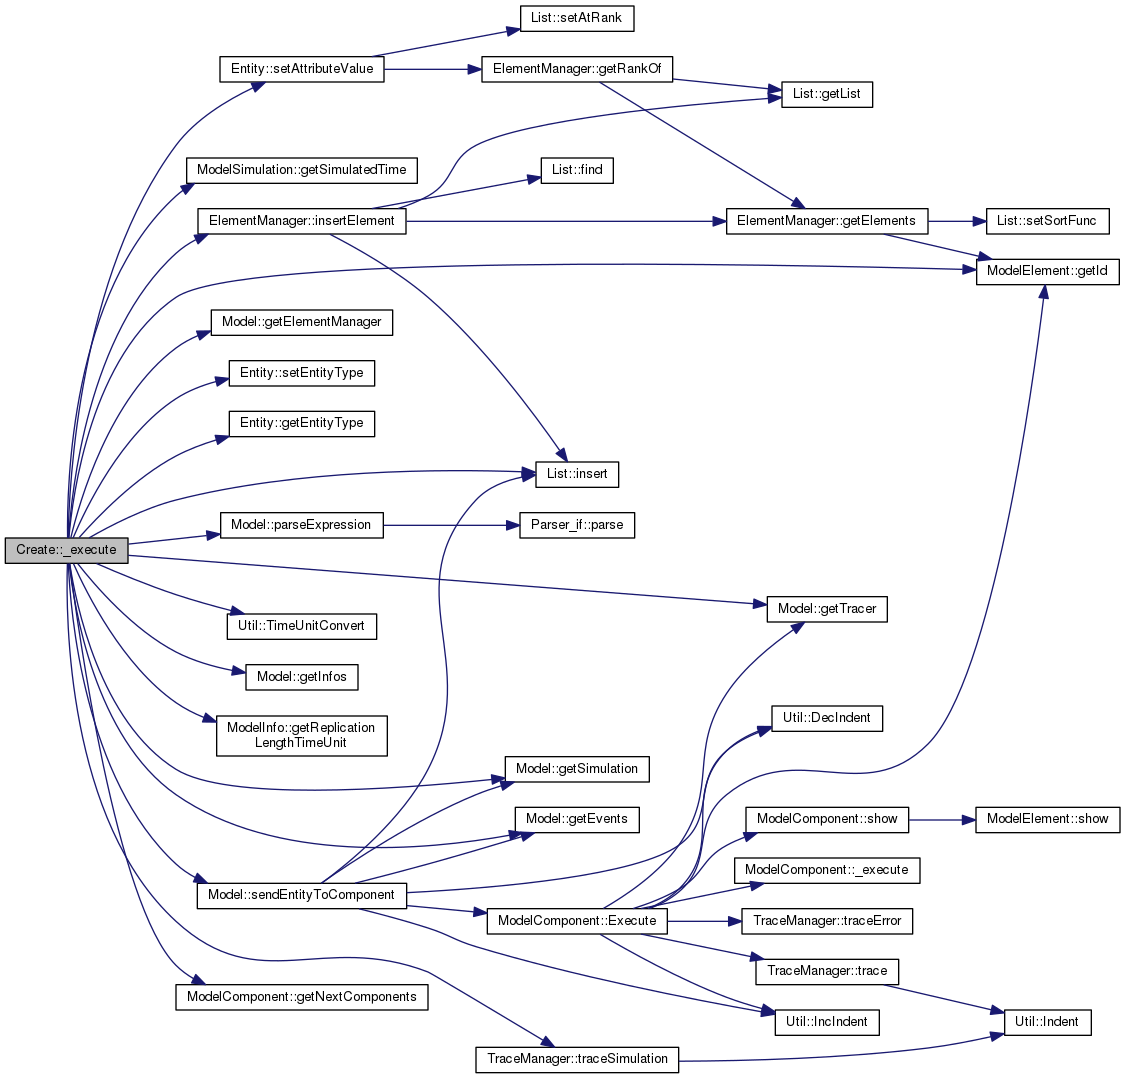 List::setAtRank
Entity::setAttributeValue
ElementManager::getRankOf
List::getList
ModelSimulation::getSimulatedTime
List::find
ElementManager::insertElement
ElementManager::getElements
List::setSortFunc
ModelElement::getId
Model::getElementManager
Entity::setEntityType
Entity::getEntityType
List::insert
Model::parseExpression
Parser_if::parse
Create::_execute
Model::getTracer
Util::TimeUnitConvert
Model::getInfos
ModelInfo::getReplication
LengthTimeUnit
Util::DecIndent
Model::getSimulation
Model::getEvents
ModelComponent::show
ModelElement::show
ModelComponent::_execute
Model::sendEntityToComponent
ModelComponent::Execute
TraceManager::traceError
TraceManager::trace
ModelComponent::getNextComponents
Util::IncIndent
Util::Indent
TraceManager::traceSimulation